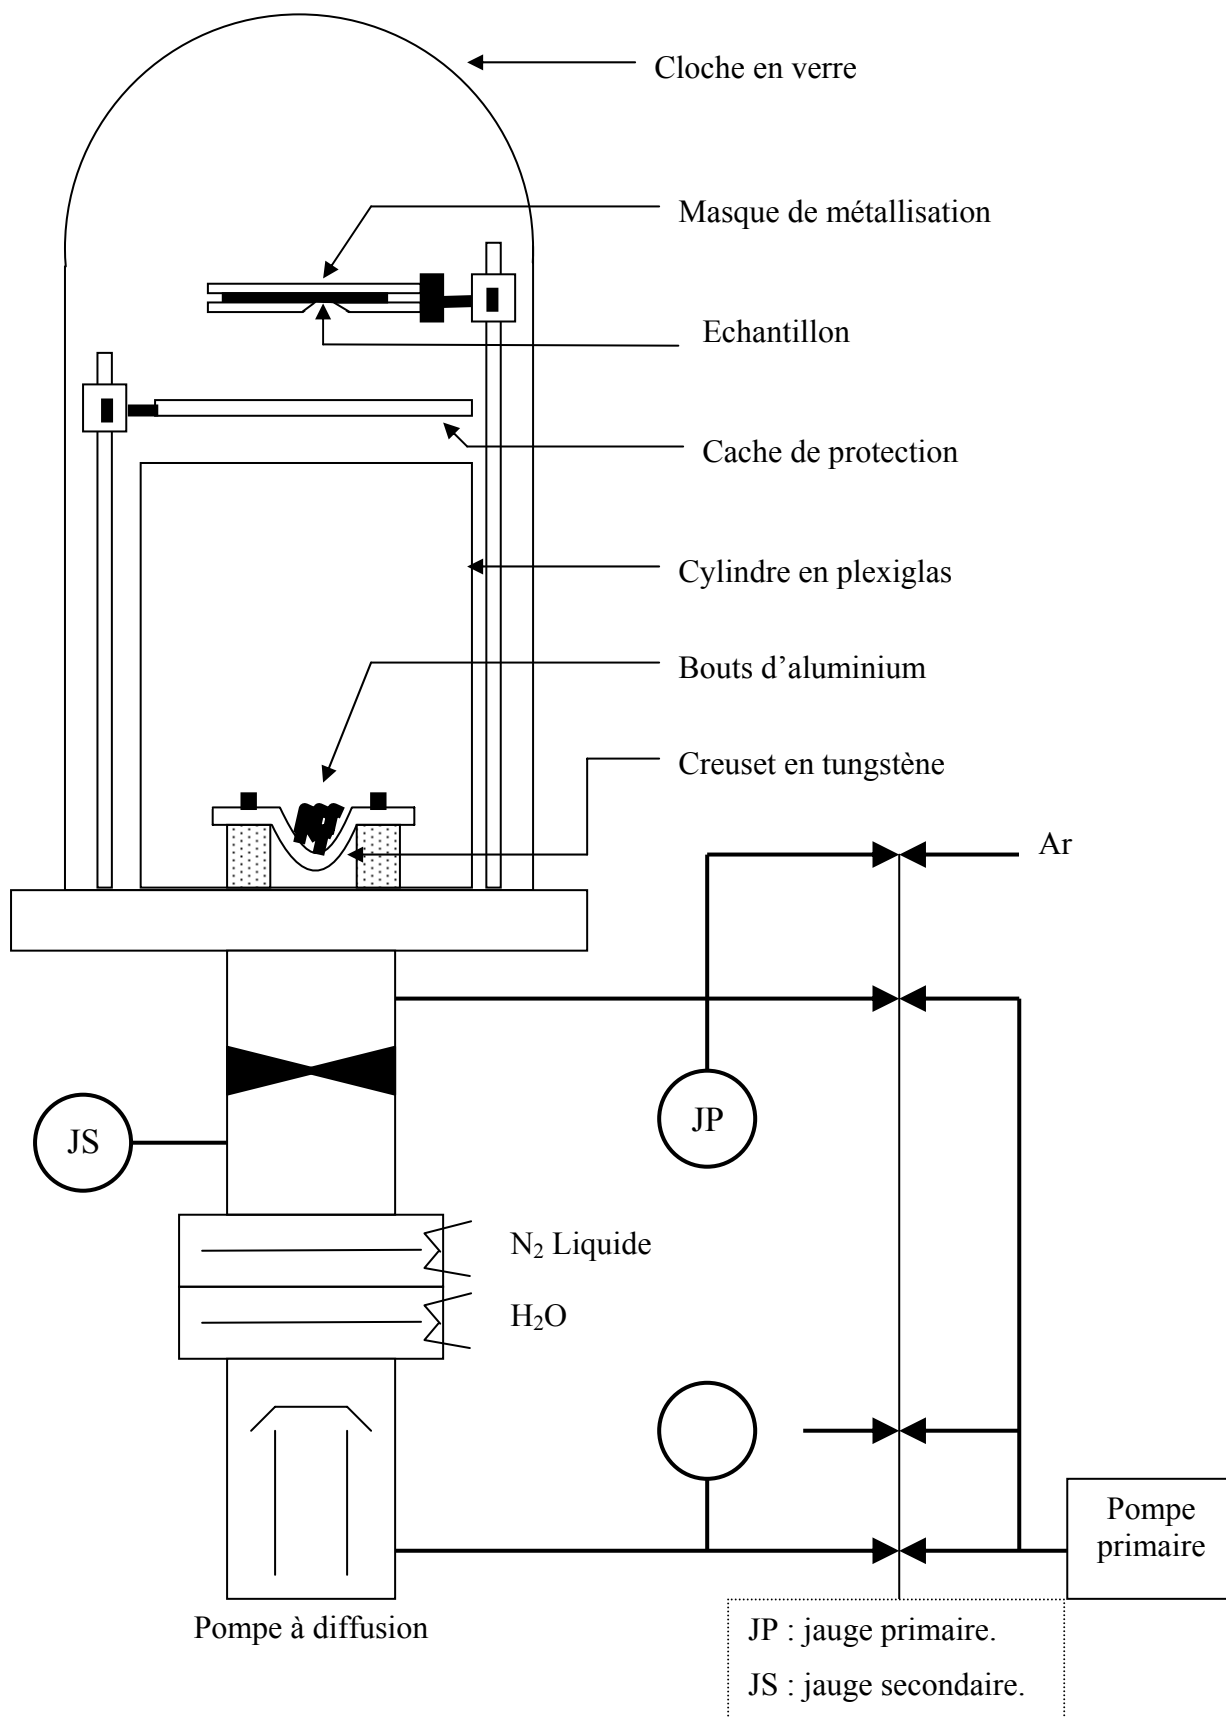 Cloche en verre
Masque de métallisation
Echantillon
Cache de protection
Cylindre en plexiglas
Bouts d’aluminium
Creuset en tungstène
Ar
JP
JS
N₂ Liquide
H₂O
Pompe
primaire
Pompe à diffusion
JP : jauge primaire.
JS : jauge secondaire.